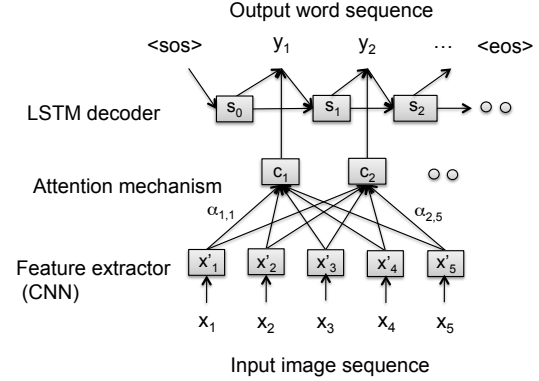 Output word sequence
<sos> y1 y2 ... <eos>
LSTM decoder s0 s1 s2
Attention mechanism c1 c2
α1,1 α2,5
Feature extractor
(CNN) x'1 x'2 x'3 x'4 x'5
x1 x2 x3 x4 x5
Input image sequence